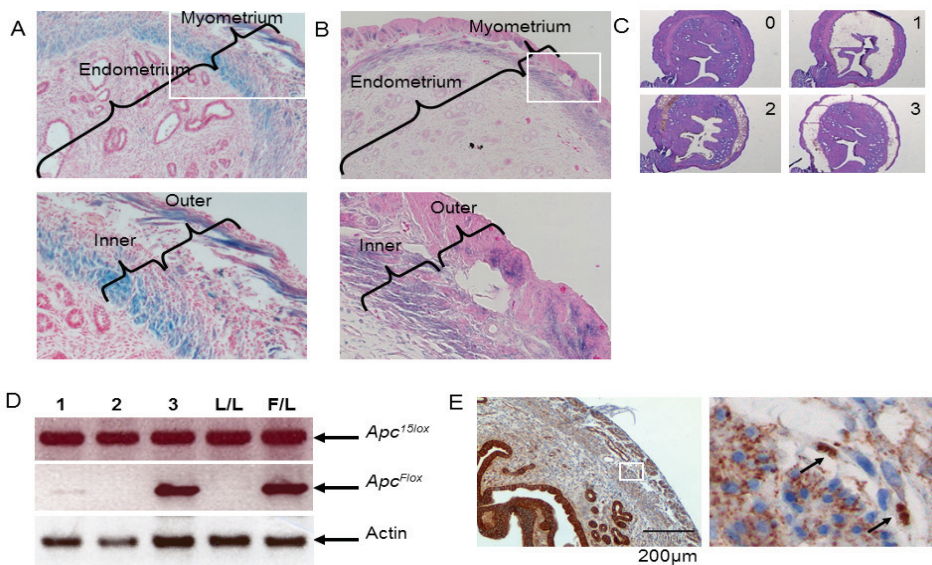 A
Myometrium
Endometrium
Outer
Inner
B
Myometrium
Endometrium
Outer
Inner
C
0
1
2
3
D
1 2 3 L/L F/L
Apc15lox
ApcFlox
Actin
E
200μm